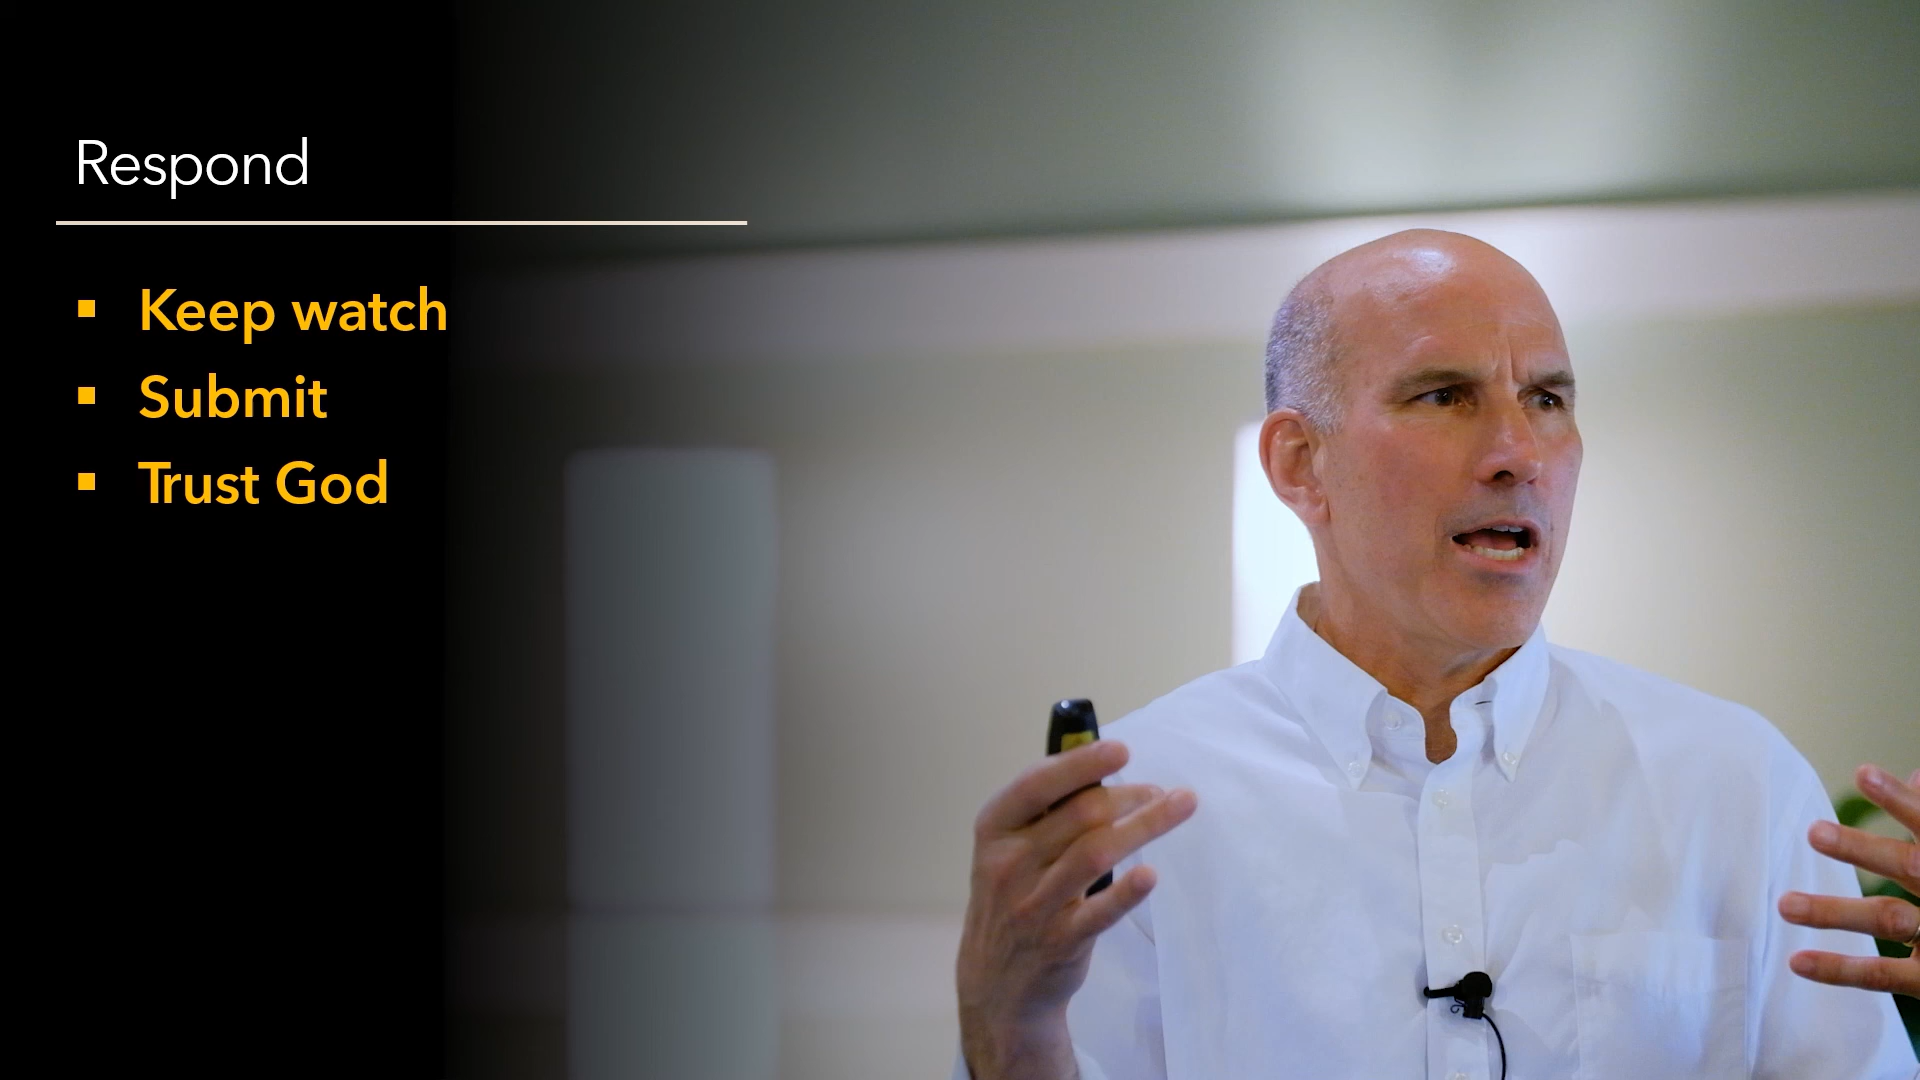 Respond
▪ Keep watch
▪ Submit
▪ Trust God